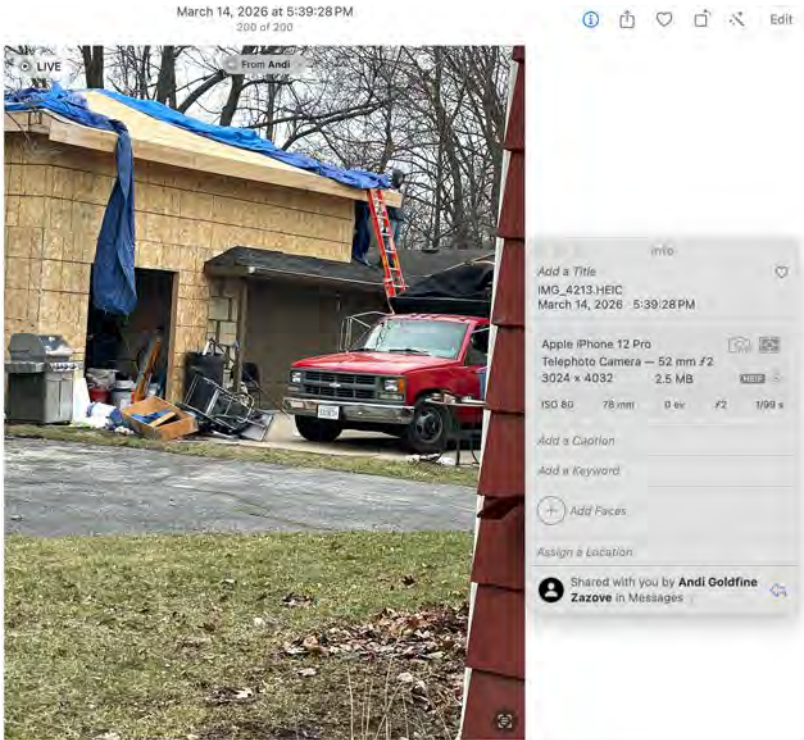 March 14, 2026 at 5:39:28 PM
200 of 200
Edit
LIVE
From Andi
Info
Add a Title
IMG_4213.HEIC
March 14, 2026 5:39:28 PM
Apple iPhone 12 Pro
Telephoto Camera — 52 mm ƒ2
3024 x 4032 2.5 MB HEIF
ISO 80 78 mm 0 ev ƒ2 1/99 s
Add a Caption
Add a Keyword
Add Faces
Assign a Location
Shared with you by Andi Goldfine
Zazove in Messages